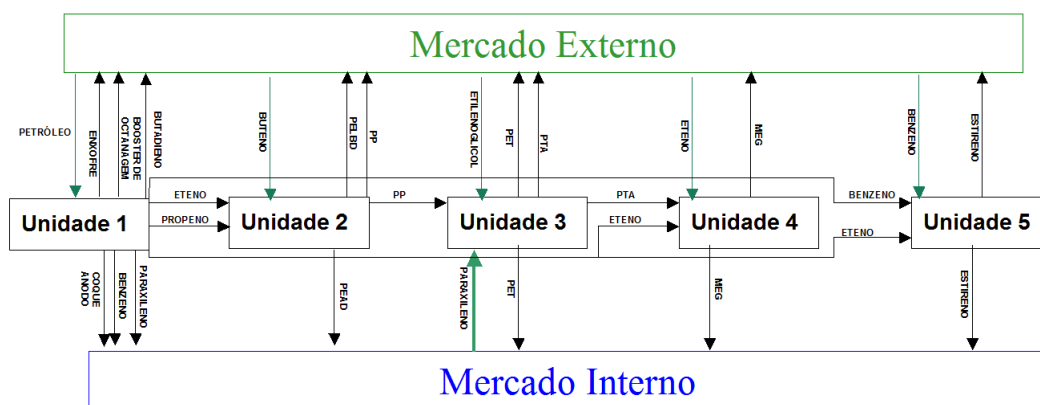 Mercado Externo
PETRÒLEO
ENXOFRE
BOOSTER DE
OCTANAGEM
BUTADIENO
BUTENO
PELBD
PP
ETILENOGLICOL
PET
PTA
ETENO
MEG
BENZENO
ESTIRENO
Unidade 1
ETENO
PROPENO
Unidade 2
PP
Unidade 3
PTA
ETENO
Unidade 4
BENZENO
ETENO
Unidade 5
COQUE
ANODO
BENZENO
PARAXILENO
PEAD
PARAXILENO
PET
MEG
ESTIRENO
Mercado Interno